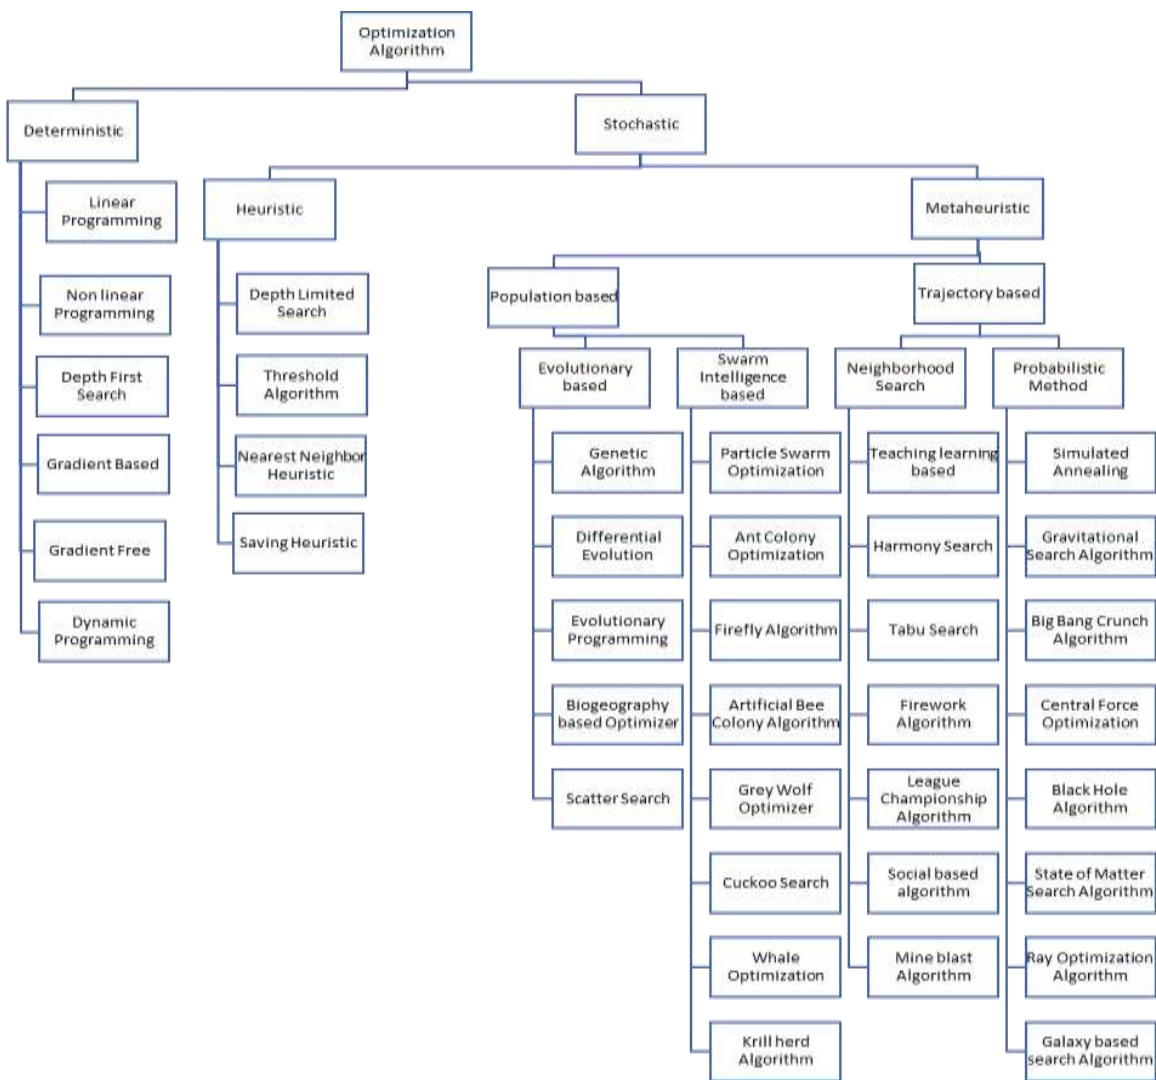 Optimization
Algorithm
Deterministic
Stochastic
Linear
Programming
Non linear
Programming
Depth First
Search
Gradient Based
Gradient Free
Dynamic
Programming
Heuristic
Depth Limited
Search
Threshold
Algorithm
Nearest Neighbor
Heuristic
Saving Heuristic
Metaheuristic
Population based
Trajectory based
Evolutionary
based
Genetic
Algorithm
Differential
Evolution
Evolutionary
Programming
Biogeography
based Optimizer
Scatter Search
Swarm
Intelligence
based
Particle Swarm
Optimization
Ant Colony
Optimization
Firefly Algorithm
Artificial Bee
Colony Algorithm
Grey Wolf
Optimizer
Cuckoo Search
Whale
Optimization
Krill herd
Algorithm
Neighborhood
Search
Teaching learning
based
Harmony Search
Tabu Search
Firework
Algorithm
League
Championship
Algorithm
Social based
algorithm
Mine blast
Algorithm
Probabilistic
Method
Simulated
Annealing
Gravitational
Search Algorithm
Big Bang Crunch
Algorithm
Central Force
Optimization
Black Hole
Algorithm
State of Matter
Search Algorithm
Ray Optimization
Algorithm
Galaxy based
search Algorithm